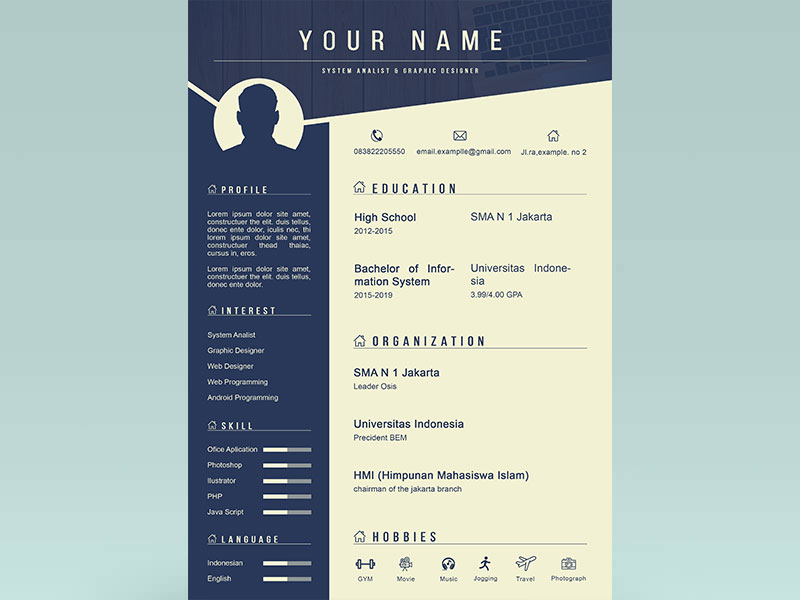 YOUR NAME
SYSTEM ANALIST & GRAPHIC DESIGNER
083822205550
email.examplle@gmail.com
Jl.ra,example. no 2
PROFILE
Lorem ipsum dolor site amet,
constructuer the elit. duis tellus,
donec ente dolor, iculis nec, thi
lorem ipsum dolor site amet,
constructuer thead thaiac,
cursus in, eros.
Lorem ipsum dolor site amet,
constructuer the elit. duis tellus,
donec ente dolor.
INTEREST
System Analist
Graphic Designer
Web Designer
Web Programming
Android Programming
SKILL
Ofice Aplication
Photoshop
Ilustrator
PHP
Java Script
LANGUAGE
Indonesian
English
EDUCATION
High School
2012-2015
SMA N 1 Jakarta
Bachelor of Infor-
mation System
2015-2019
Universitas Indone-
sia
3.99/4.00 GPA
ORGANIZATION
SMA N 1 Jakarta
Leader Osis
Universitas Indonesia
Precident BEM
HMI (Himpunan Mahasiswa Islam)
chairman of the jakarta branch
HOBBIES
GYM
Movie
Music
Jogging
Travel
Photograph